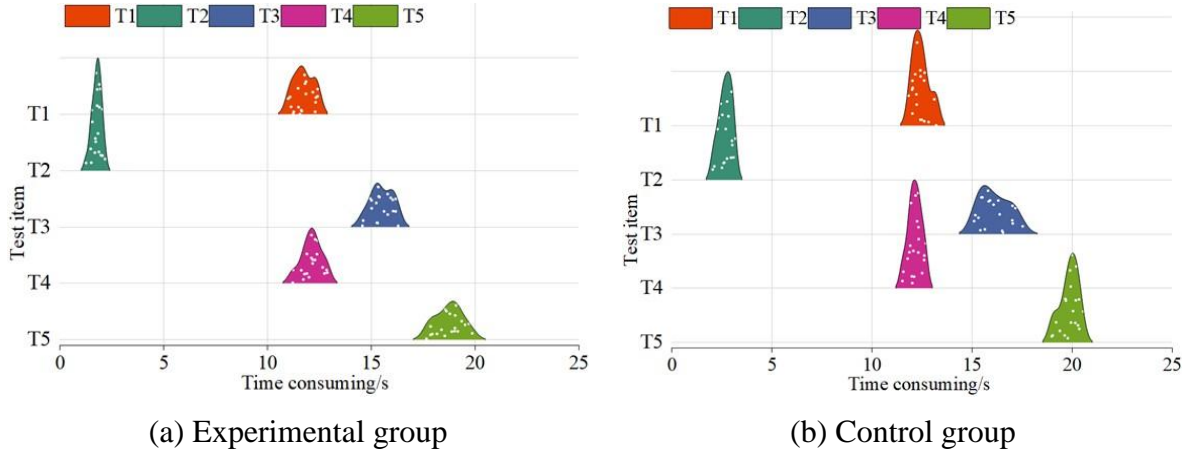 T1 T2 T3 T4 T5
T1
T2
T3
T4
T5
Test item
0 5 10 15 20 25
Time consuming/s
(a) Experimental group
T1 T2 T3 T4 T5
T1
T2
T3
T4
T5
Test item
0 5 10 15 20 25
Time consuming/s
(b) Control group